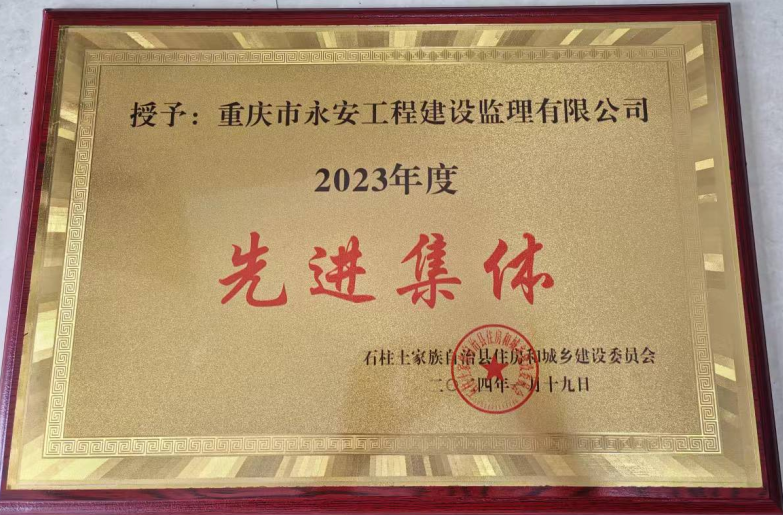 授予：重庆市永安工程建设监理有限公司
2023年度
先进集体
石柱土家族自治县住房和城乡建设委员会
二〇二四年 月十九日